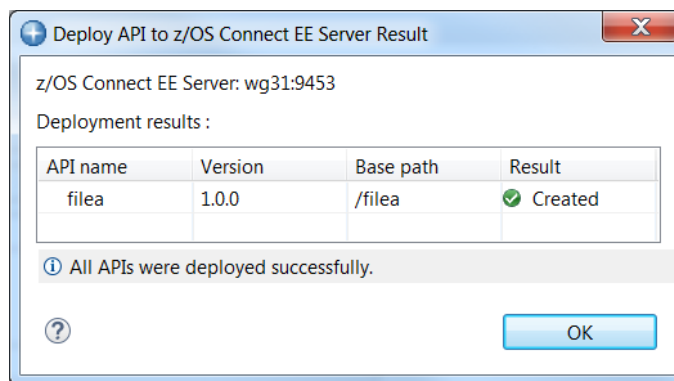 Deploy API to z/OS Connect EE Server Result
z/OS Connect EE Server: wg31:9453
Deployment results :
API name Version Base path Result
filea 1.0.0 /filea Created
All APIs were deployed successfully.
OK